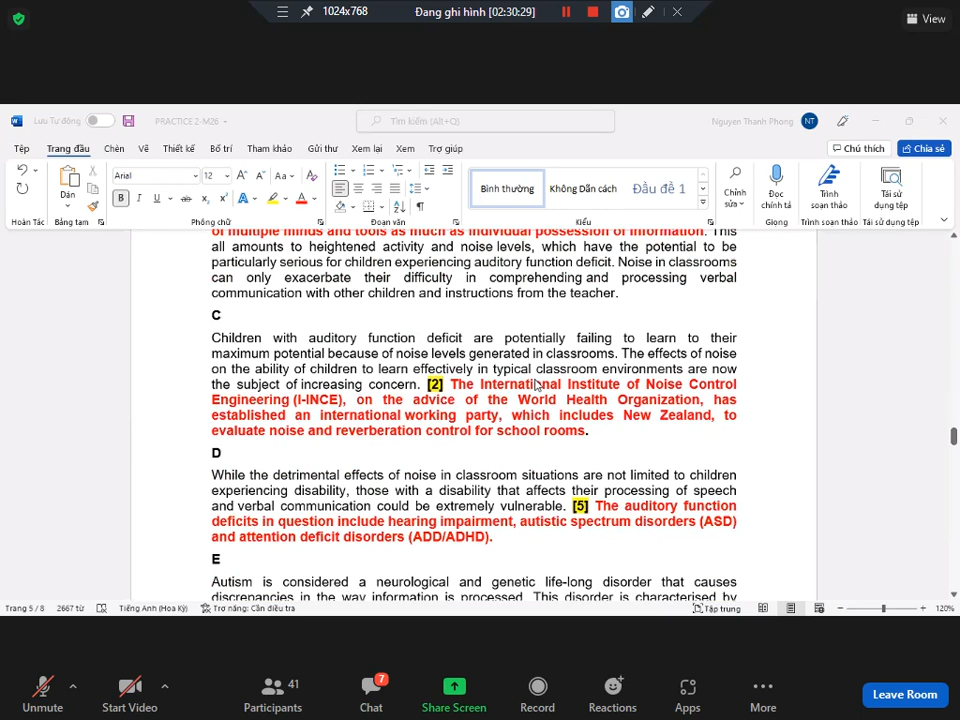 1024x768
Đang ghi hình [02:30:29]
View
Lưu Tự động
PRACTICE 2-M26
Tìm kiếm (Alt+Q)
Nguyen Thanh Phong
NT
Tệp Trang đầu Chèn Vẽ Thiết kế Bố trí Tham khảo Gửi thư Xem lại Xem Trợ giúp
Chú thích
Chia sẻ
Dán
Arial
12
Bình thường
Không Dãn cách
Đầu đề 1
Chỉnh sửa
Đọc chính tả
Trình soạn thảo
Tái sử dụng tệp
Hoàn Tác
Bảng tạm
Phông chữ
Đoạn văn
Kiểu
Giọng
Trình soạn thảo
Tái sử dụng tệp
of multiple minds and tools as much as individual possession of information. This
all amounts to heightened activity and noise levels, which have the potential to be
particularly serious for children experiencing auditory function deficit. Noise in classrooms
can only exacerbate their difficulty in comprehending and processing verbal
communication with other children and instructions from the teacher.
C
Children with auditory function deficit are potentially failing to learn to their
maximum potential because of noise levels generated in classrooms. The effects of noise
on the ability of children to learn effectively in typical classroom environments are now
the subject of increasing concern. [2] The International Institute of Noise Control
Engineering (I-INCE), on the advice of the World Health Organization, has
established an international working party, which includes New Zealand, to
evaluate noise and reverberation control for school rooms.
D
While the detrimental effects of noise in classroom situations are not limited to children
experiencing disability, those with a disability that affects their processing of speech
and verbal communication could be extremely vulnerable. [5] The auditory function
deficits in question include hearing impairment, autistic spectrum disorders (ASD)
and attention deficit disorders (ADD/ADHD).
E
Autism is considered a neurological and genetic life-long disorder that causes
discrepancies in the way information is processed. This disorder is characterised by
Trang 5 / 8
2667 từ
Tiếng Anh (Hoa Kỳ)
Trợ năng: Cần điều tra
Tập trung
120%
Unmute
Start Video
41
Participants
7
Chat
Share Screen
Record
Reactions
Apps
More
Leave Room